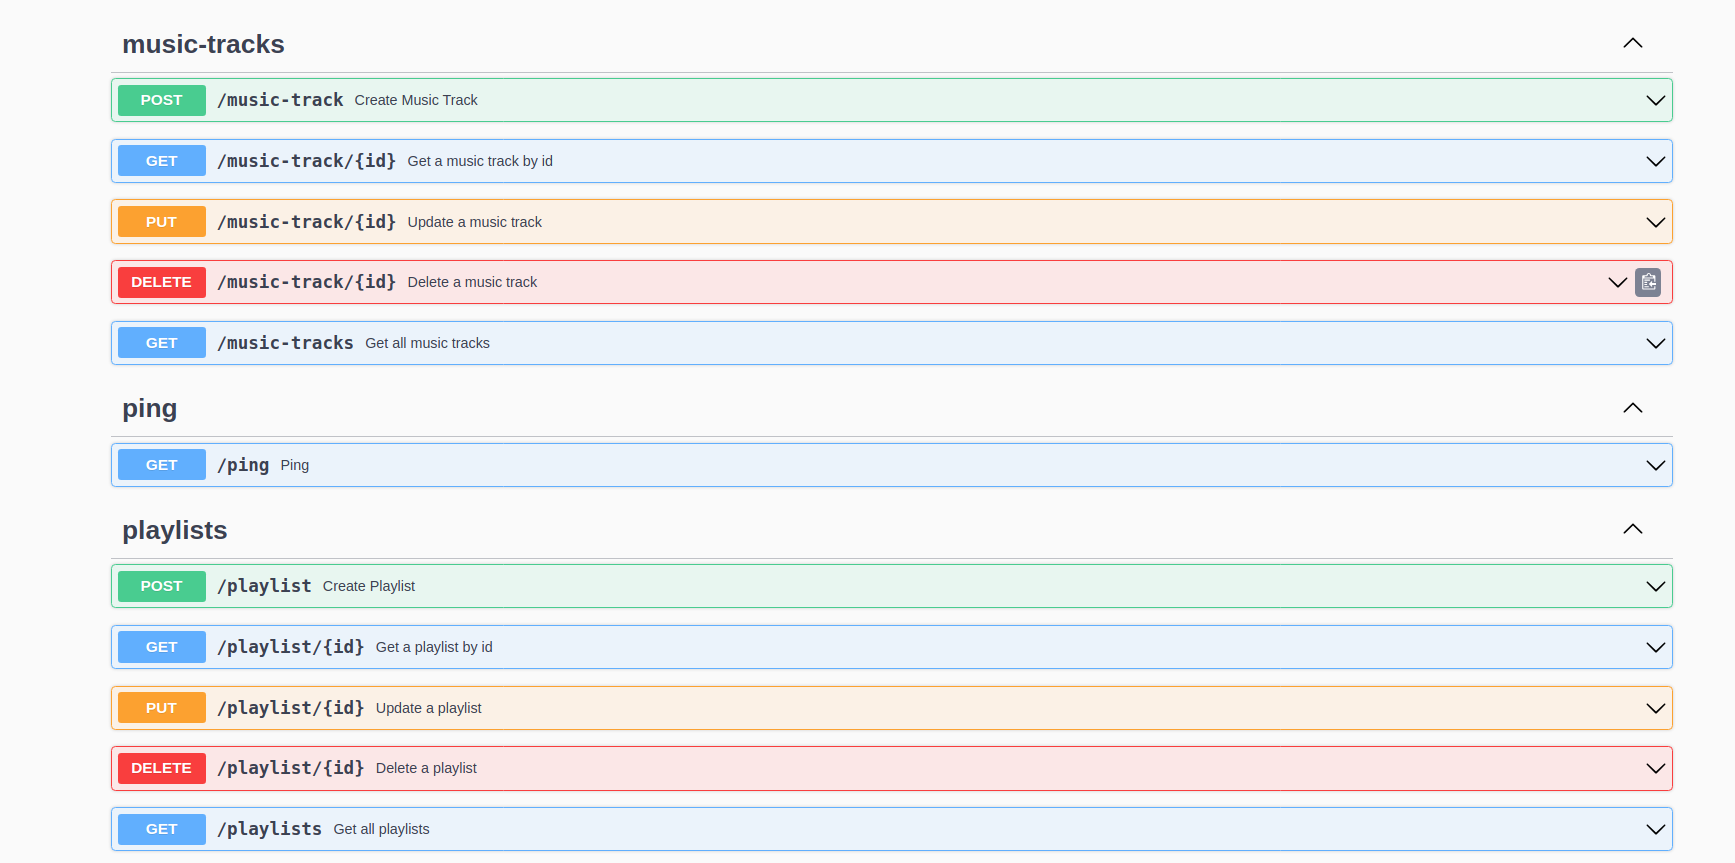 music-tracks
POST /music-track Create Music Track
GET /music-track/{id} Get a music track by id
PUT /music-track/{id} Update a music track
DELETE /music-track/{id} Delete a music track
GET /music-tracks Get all music tracks
ping
GET /ping Ping
playlists
POST /playlist Create Playlist
GET /playlist/{id} Get a playlist by id
PUT /playlist/{id} Update a playlist
DELETE /playlist/{id} Delete a playlist
GET /playlists Get all playlists